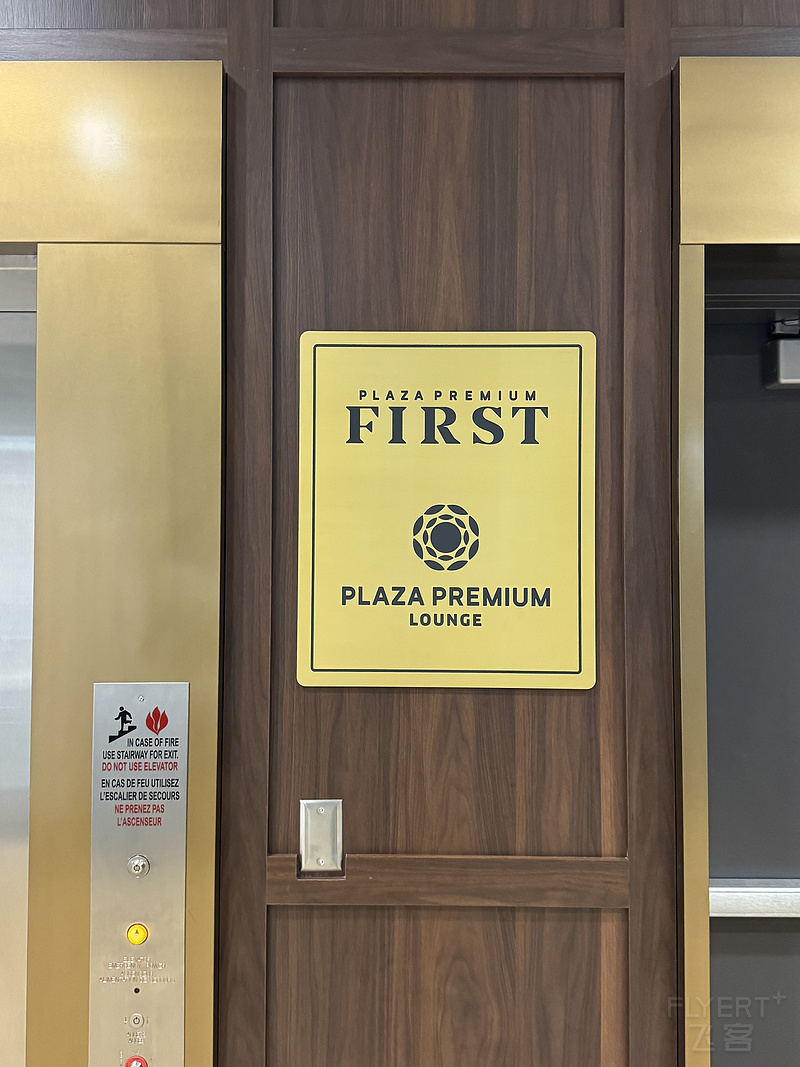 PLAZA PREMIUM
FIRST
PLAZA PREMIUM
LOUNGE
IN CASE OF FIRE
USE STAIRWAY FOR EXIT.
DO NOT USE ELEVATOR
EN CAS DE FEU UTILISEZ
L'ESCALIER DE SECOURS
NE PRENEZ PAS
L'ASCENSEUR
FLYERT+
飞客